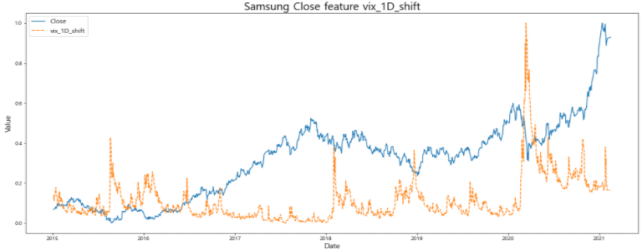 Samsung Close feature vix_1D_shift
Close
vix_1D_shift
1.0
0.8
0.6
0.4
0.2
0.0
Value
2015
2016
2017
2018
2019
2020
2021
Date